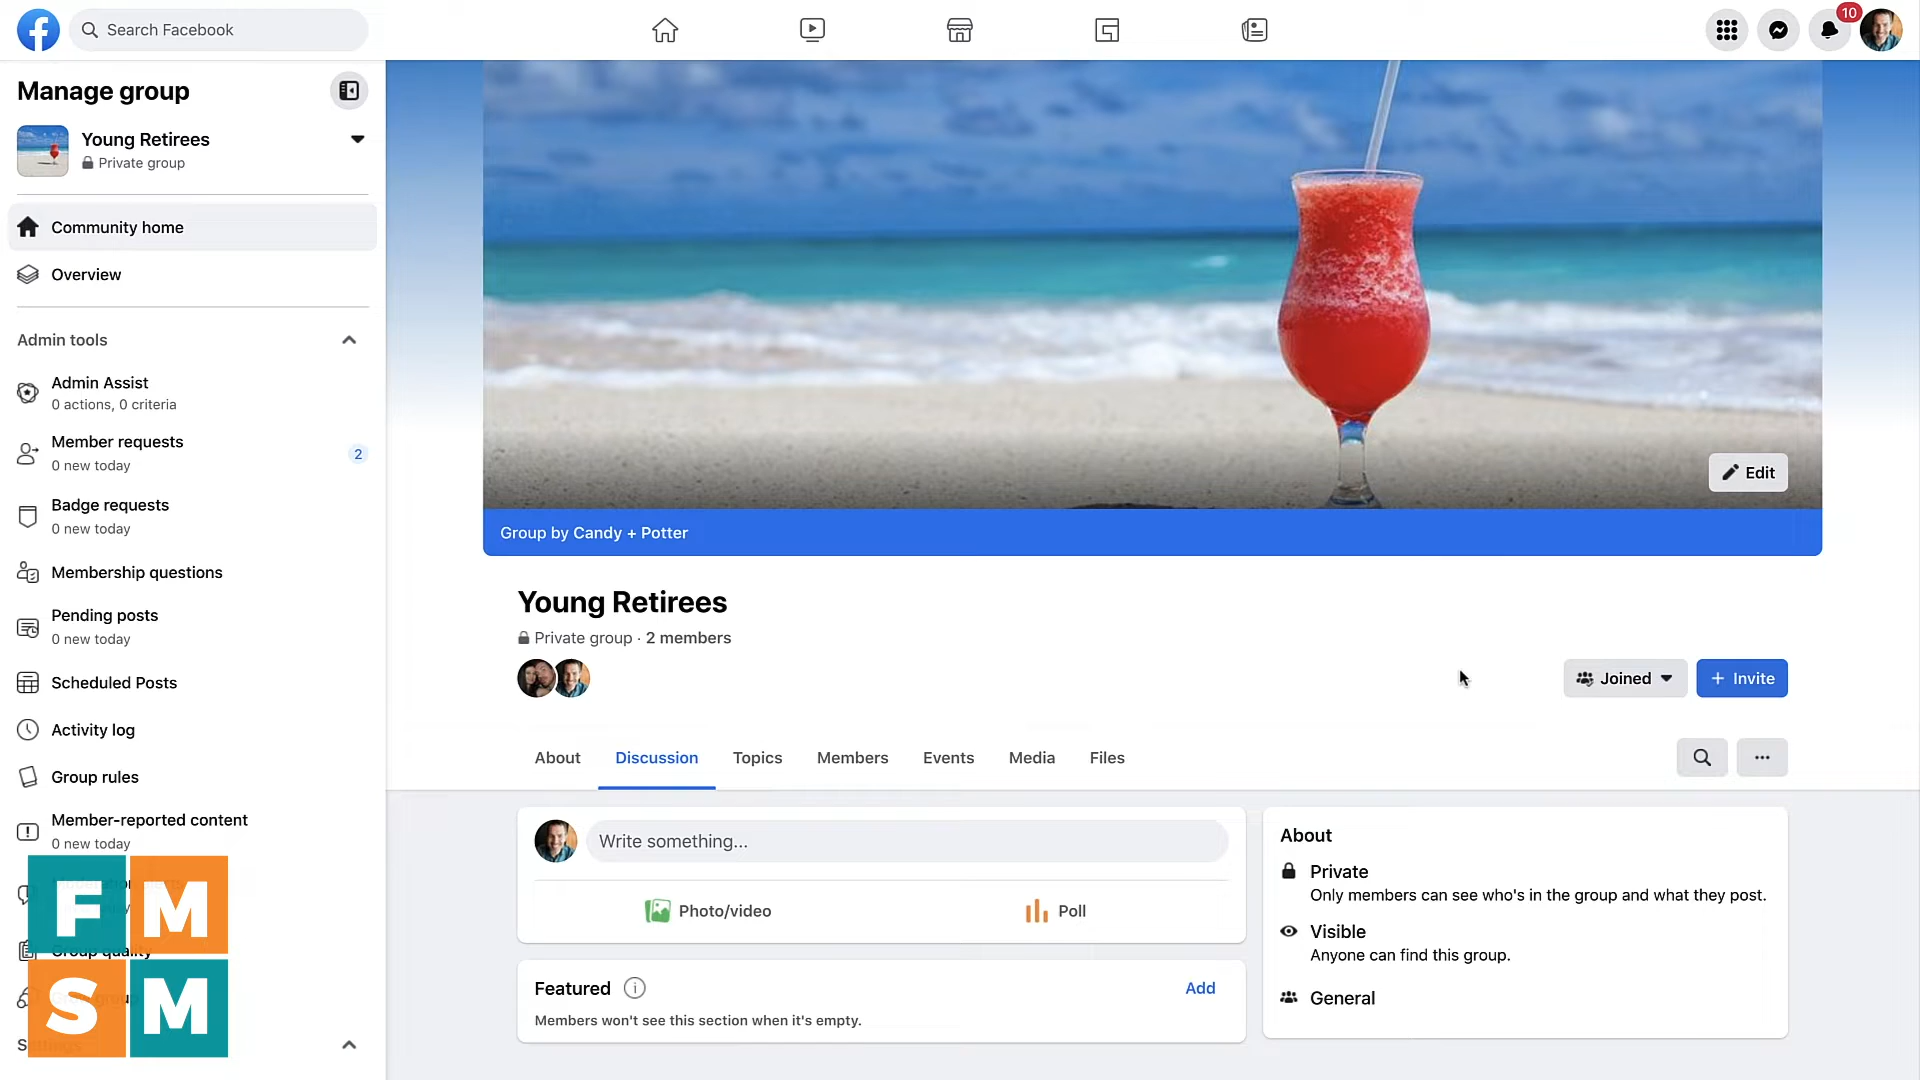 Search Facebook
10
Manage group
Young Retirees
Private group
Community home
Overview
Admin tools
Admin Assist
0 actions, 0 criteria
Member requests
0 new today
2
Badge requests
0 new today
Membership questions
Pending posts
0 new today
Scheduled Posts
Activity log
Group rules
Member-reported content
0 new today
Group quality
FM
SM
Edit
Group by Candy + Potter
Young Retirees
Private group · 2 members
Joined
+ Invite
About Discussion Topics Members Events Media Files
Write something...
Photo/video
Poll
Featured
Add
Members won't see this section when it's empty.
About
Private
Only members can see who's in the group and what they post.
Visible
Anyone can find this group.
General